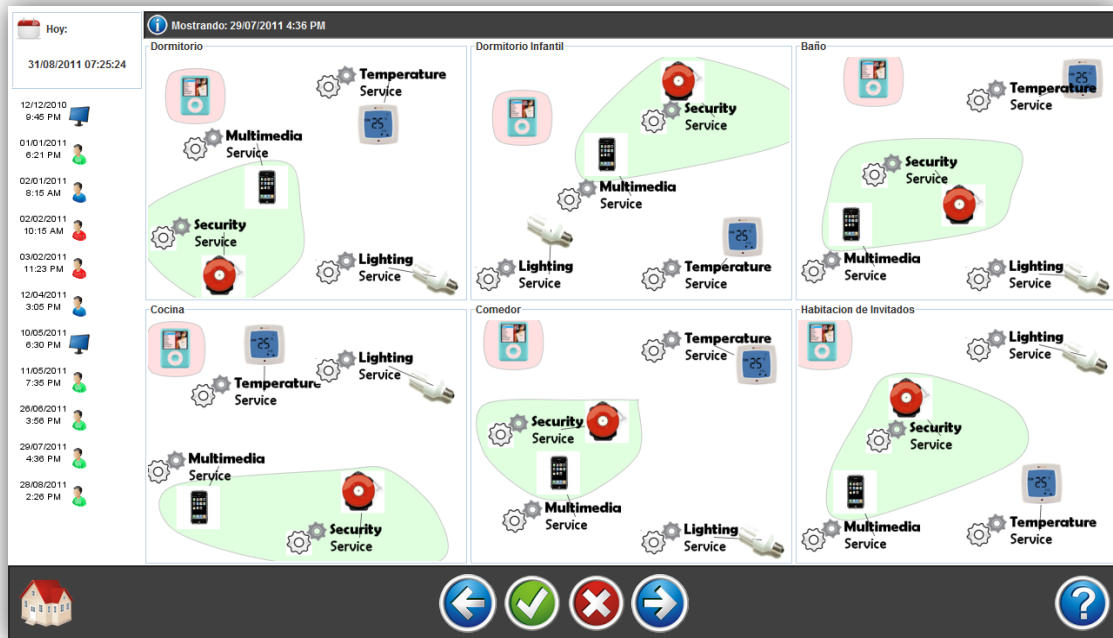 Hoy:
31/08/2011 07:25:24
Mostrando: 29/07/2011 4:36 PM
12/12/2010
9:45 PM
01/01/2011
6:21 PM
02/01/2011
8:15 AM
02/02/2011
10:15 AM
03/02/2011
11:23 PM
12/04/2011
3:05 PM
10/05/2011
6:30 PM
11/05/2011
7:35 PM
26/06/2011
3:56 PM
29/07/2011
4:36 PM
28/08/2011
2:26 PM
Dormitorio
Temperature
Service
25°
Multimedia
Service
Security
Service
Lighting
Service
Dormitorio Infantil
Security
Service
Multimedia
Service
Lighting
Service
25°
Temperature
Service
Baño
25°
Temperature
Service
Security
Service
Multimedia
Service
Lighting
Service
Cocina
25°
Lighting
Service
Temperature
Service
Multimedia
Service
Security
Service
Comedor
Temperature
Service
25°
Security
Service
Multimedia
Service
Lighting
Service
Habitacion de Invitados
Lighting
Service
Security
Service
25°
Multimedia
Service
Temperature
Service